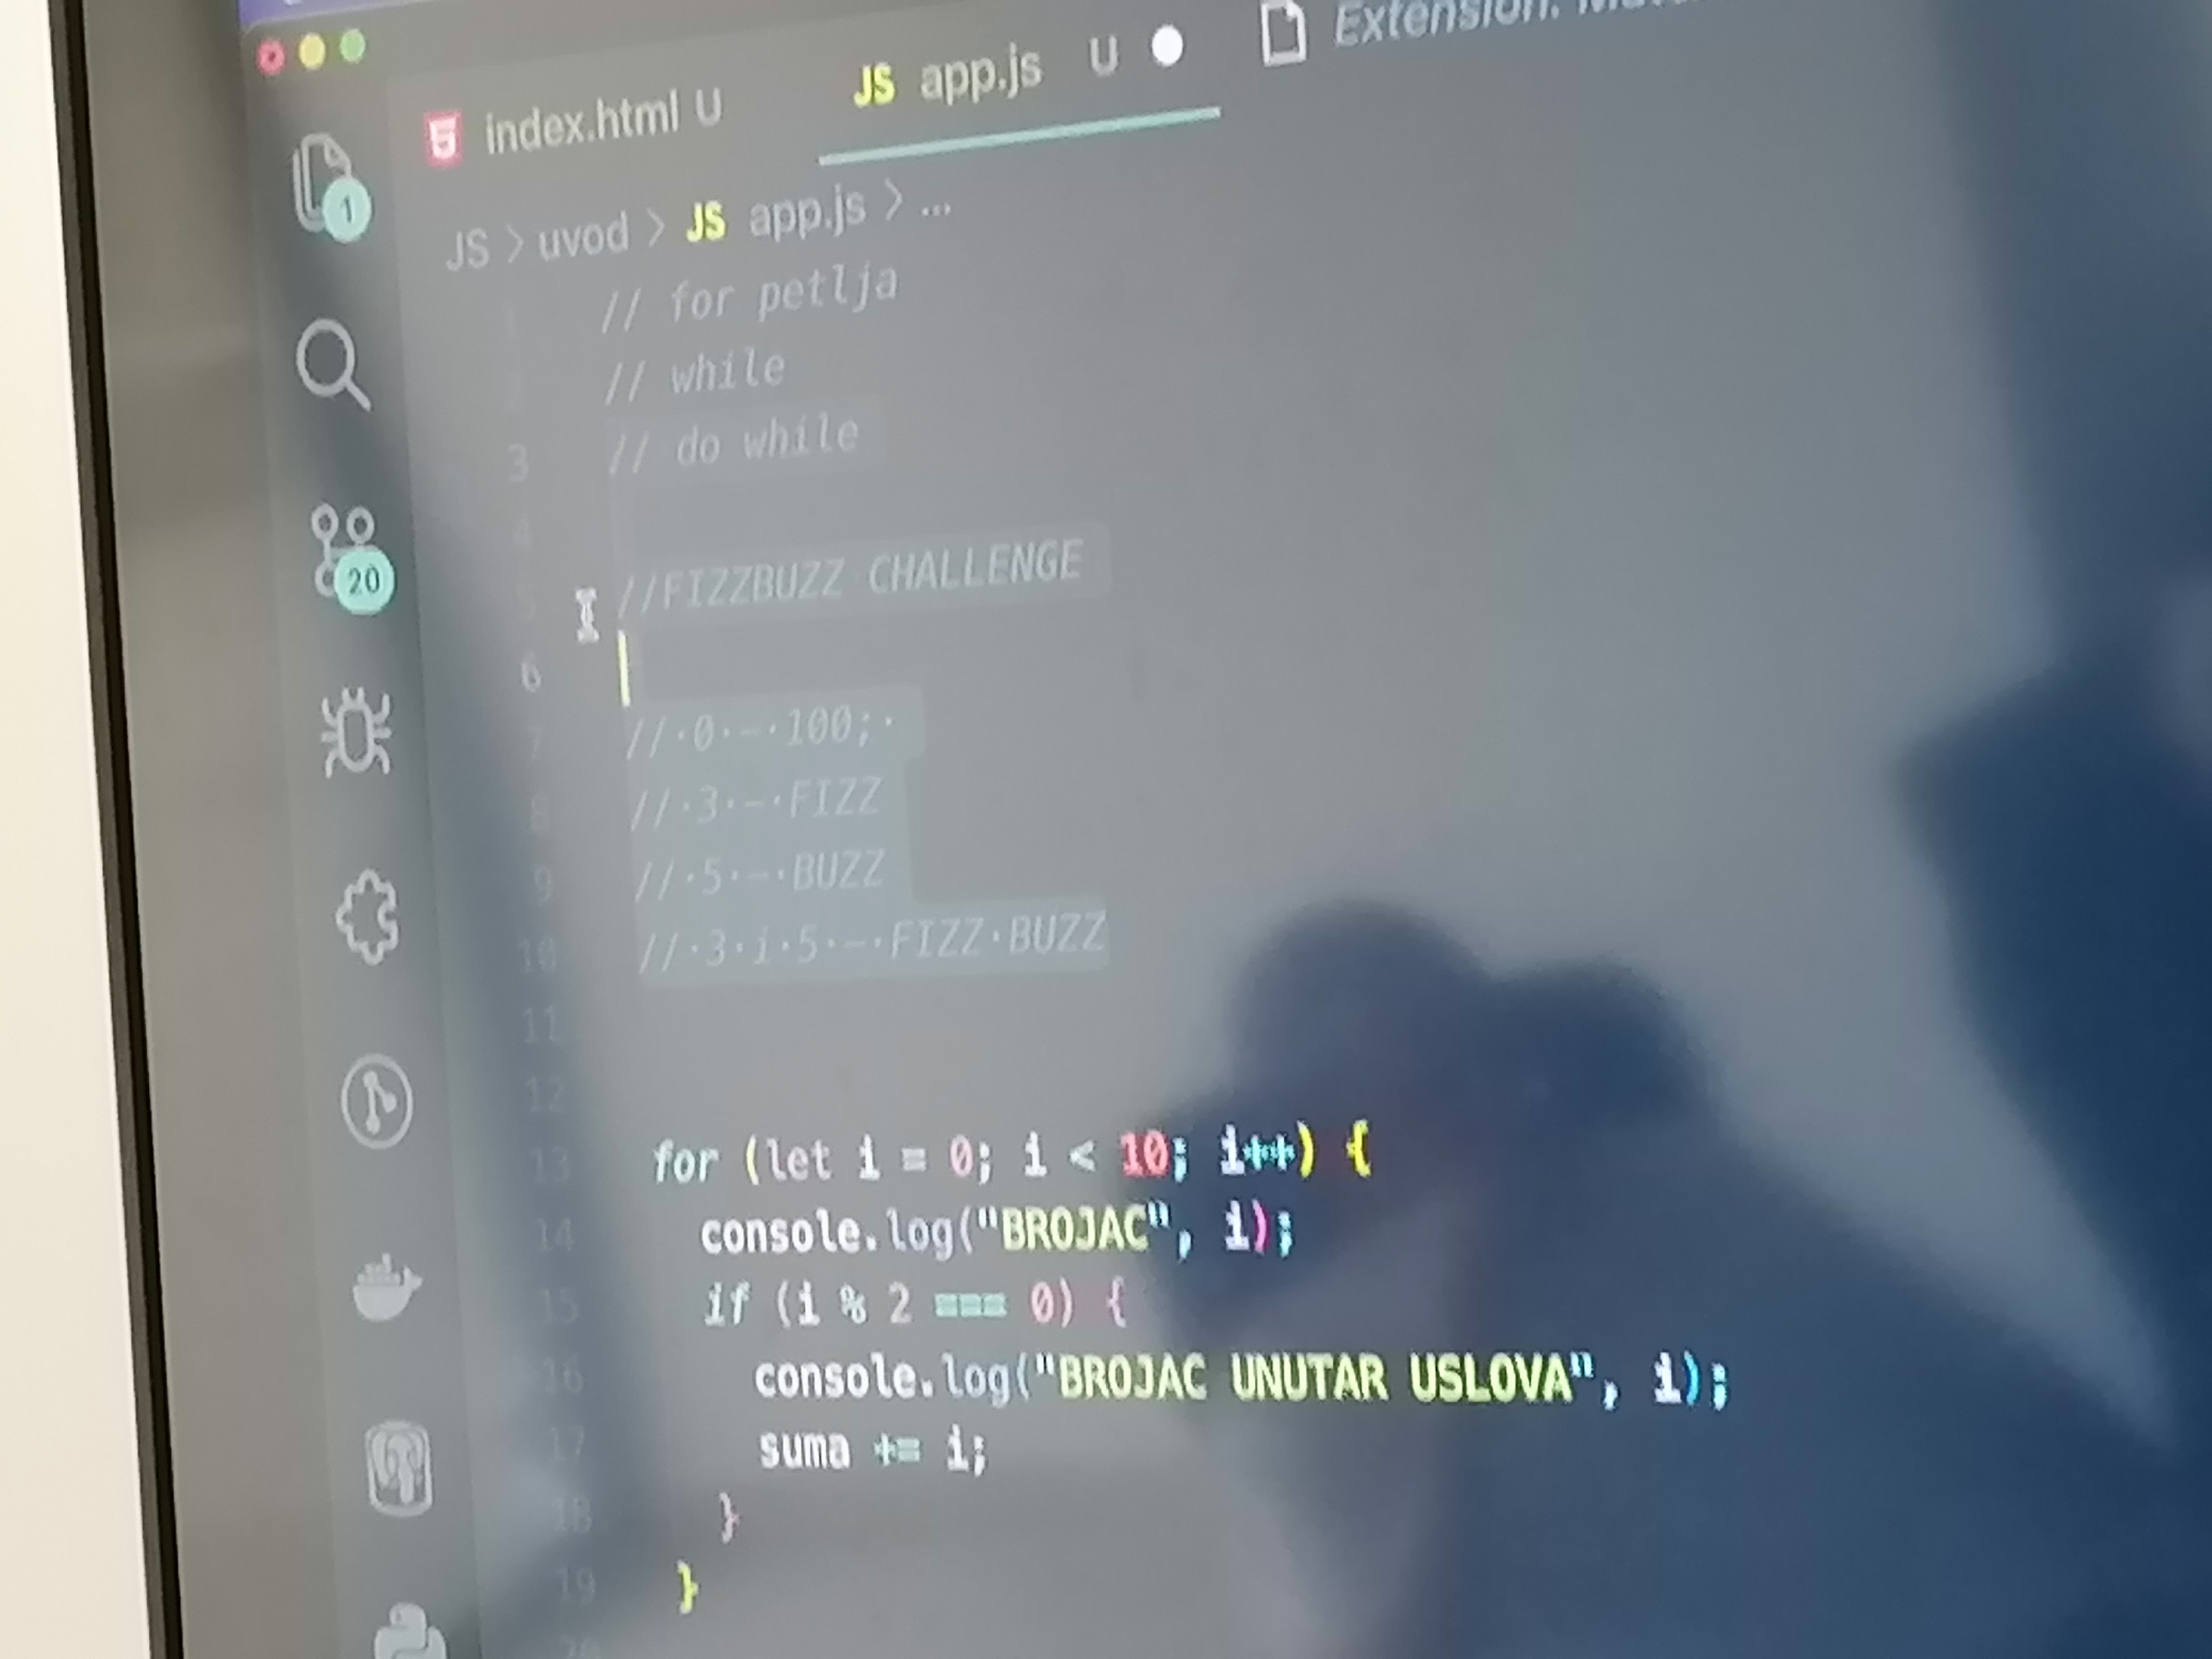 index.html U
JS app.js U
Extension:
JS > uvod > JS app.js > ...
1
20
// for petlja
// while
3 // do while
4
5 //FIZZBUZZ CHALLENGE
6
7 //·0·-·100;·
8 //·3·-·FIZZ
9 //·5·-·BUZZ
10 //·3·i·5·-·FIZZ·BUZZ
11
12
13 for (let i = 0; i < 10; i++) {
14 console.log("BROJAC", i);
15 if (i % 2 === 0) {
16 console.log("BROJAC UNUTAR USLOVA", i);
17 suma += i;
18 }
19 }
20